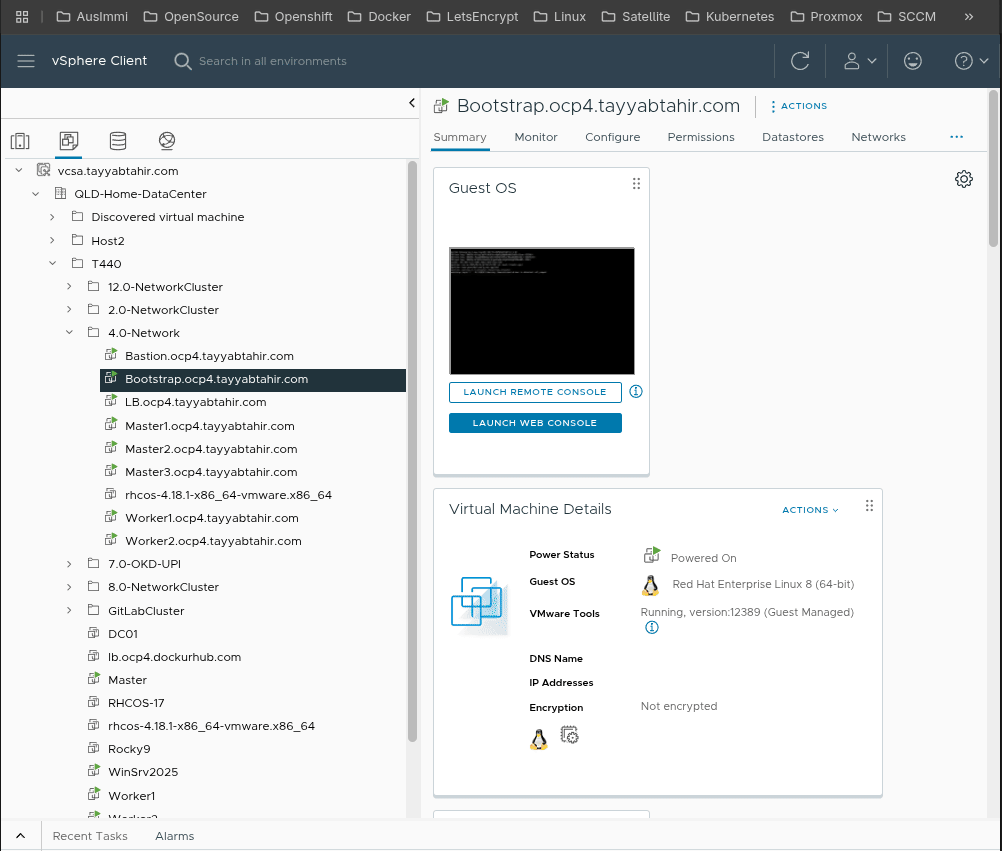 AusImmi OpenSource Openshift Docker LetsEncrypt Linux Satellite Kubernetes Proxmox SCCM »
vSphere Client Search in all environments
Bootstrap.ocp4.tayyabtahir.com ACTIONS
Summary Monitor Configure Permissions Datastores Networks ...
vcsa.tayyabtahir.com
QLD-Home-DataCenter
Discovered virtual machine
Host2
T440
12.0-NetworkCluster
2.0-NetworkCluster
4.0-Network
Bastion.ocp4.tayyabtahir.com
Bootstrap.ocp4.tayyabtahir.com
LB.ocp4.tayyabtahir.com
Master1.ocp4.tayyabtahir.com
Master2.ocp4.tayyabtahir.com
Master3.ocp4.tayyabtahir.com
rhcos-4.18.1-x86_64-vmware.x86_64
Worker1.ocp4.tayyabtahir.com
Worker2.ocp4.tayyabtahir.com
7.0-OKD-UPI
8.0-NetworkCluster
GitLabCluster
DC01
lb.ocp4.dockurhub.com
Master
RHCOS-17
rhcos-4.18.1-x86_64-vmware.x86_64
Rocky9
WinSrv2025
Worker1
Worker2
Guest OS
LAUNCH REMOTE CONSOLE
LAUNCH WEB CONSOLE
Virtual Machine Details ACTIONS
Power Status Powered On
Guest OS Red Hat Enterprise Linux 8 (64-bit)
VMware Tools Running, version:12389 (Guest Managed)
DNS Name
IP Addresses
Encryption Not encrypted
Recent Tasks Alarms